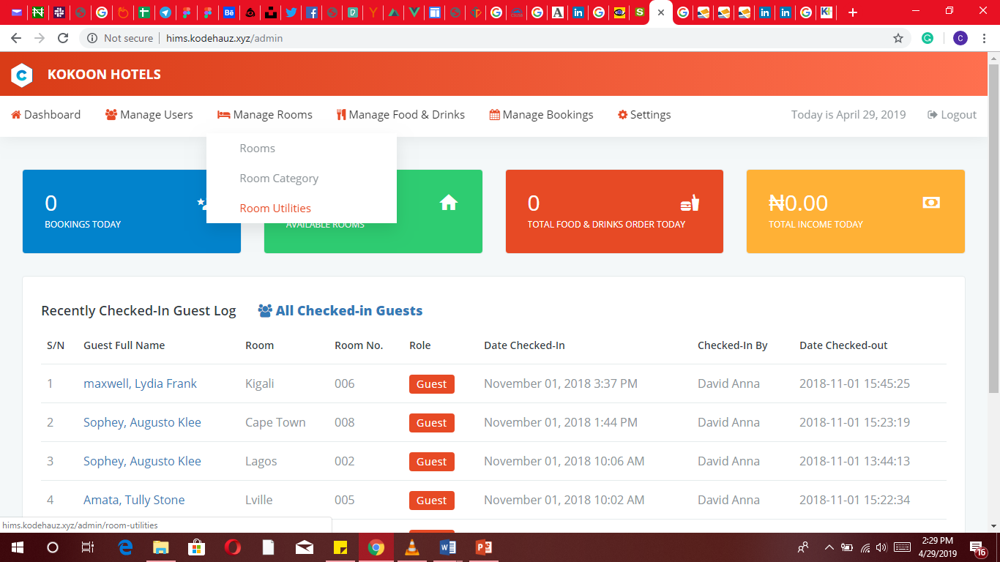 Not secure | hims.kodehauz.xyz/admin
KOKOON HOTELS
Dashboard Manage Users Manage Rooms Manage Food & Drinks Manage Bookings Settings Today is April 29, 2019 Logout
Rooms
Room Category
Room Utilities
0
BOOKINGS TODAY
AVAILABLE ROOMS
0
TOTAL FOOD & DRINKS ORDER TODAY
₦0.00
TOTAL INCOME TODAY
Recently Checked-In Guest Log All Checked-in Guests
S/N Guest Full Name Room Room No. Role Date Checked-In Checked-In By Date Checked-out
1 maxwell, Lydia Frank Kigali 006 Guest November 01, 2018 3:37 PM David Anna 2018-11-01 15:45:25
2 Sophey, Augusto Klee Cape Town 008 Guest November 01, 2018 1:44 PM David Anna 2018-11-01 15:23:19
3 Sophey, Augusto Klee Lagos 002 Guest November 01, 2018 10:06 AM David Anna 2018-11-01 13:44:13
4 Amata, Tully Stone Lville 005 Guest November 01, 2018 10:02 AM David Anna 2018-11-01 15:22:34
hims.kodehauz.xyz/admin/room-utilities
2:29 PM
4/29/2019
16